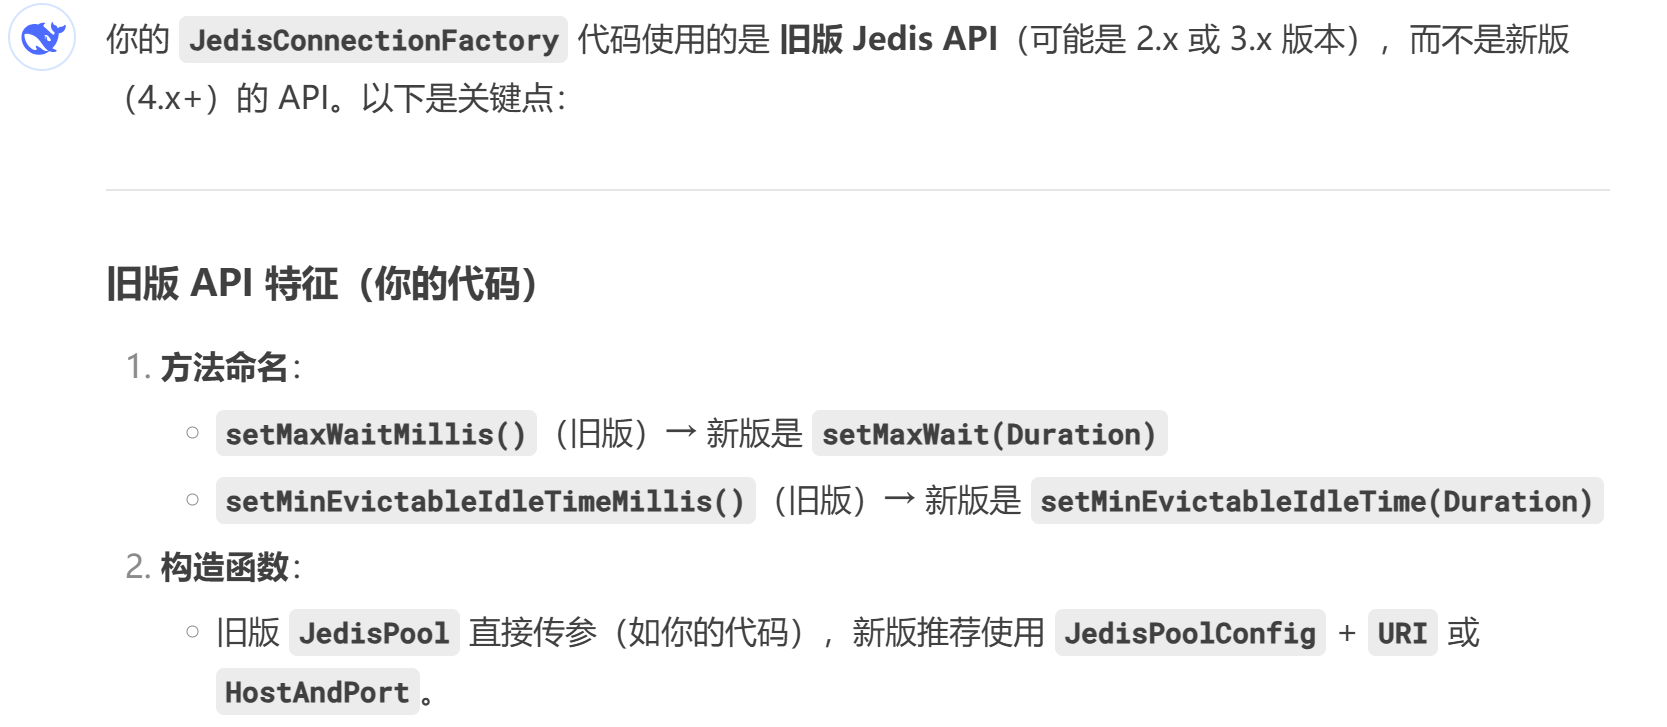 你的 JedisConnectionFactory 代码使用的是 旧版 Jedis API（可能是 2.x 或 3.x 版本），而不是新版
（4.x+）的 API。以下是关键点：
旧版 API 特征（你的代码）
1. 方法命名：
○ setMaxWaitMillis() （旧版）→ 新版是 setMaxWait(Duration)
○ setMinEvictableIdleTimeMillis() （旧版）→ 新版是 setMinEvictableIdleTime(Duration)
2. 构造函数：
○ 旧版 JedisPool 直接传参（如你的代码），新版推荐使用 JedisPoolConfig + URI 或
HostAndPort 。